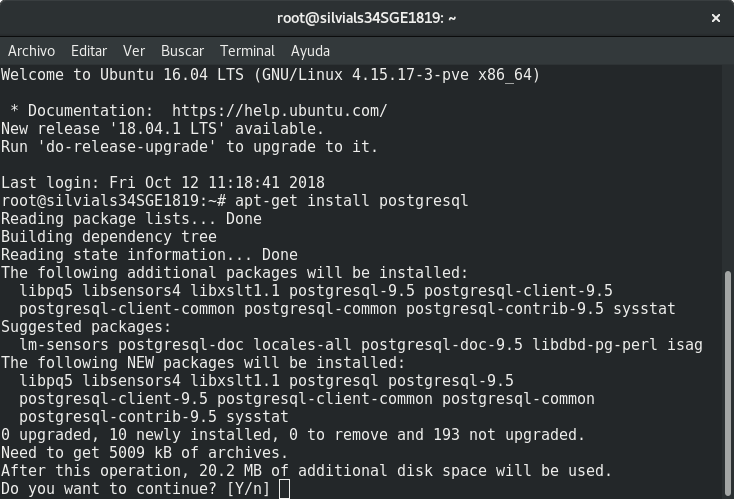 root@silvials34SGE1819: ~
Archivo Editar Ver Buscar Terminal Ayuda
Welcome to Ubuntu 16.04 LTS (GNU/Linux 4.15.17-3-pve x86_64)
* Documentation:  https://help.ubuntu.com/
New release '18.04.1 LTS' available.
Run 'do-release-upgrade' to upgrade to it.
Last login: Fri Oct 12 11:18:41 2018
root@silvials34SGE1819:~# apt-get install postgresql
Reading package lists... Done
Building dependency tree
Reading state information... Done
The following additional packages will be installed:
libpq5 libsensors4 libxslt1.1 postgresql-9.5 postgresql-client-9.5
postgresql-client-common postgresql-common postgresql-contrib-9.5 sysstat
Suggested packages:
lm-sensors postgresql-doc locales-all postgresql-doc-9.5 libdbd-pg-perl isag
The following NEW packages will be installed:
libpq5 libsensors4 libxslt1.1 postgresql postgresql-9.5
postgresql-client-9.5 postgresql-client-common postgresql-common
postgresql-contrib-9.5 sysstat
0 upgraded, 10 newly installed, 0 to remove and 193 not upgraded.
Need to get 5009 kB of archives.
After this operation, 20.2 MB of additional disk space will be used.
Do you want to continue? [Y/n]